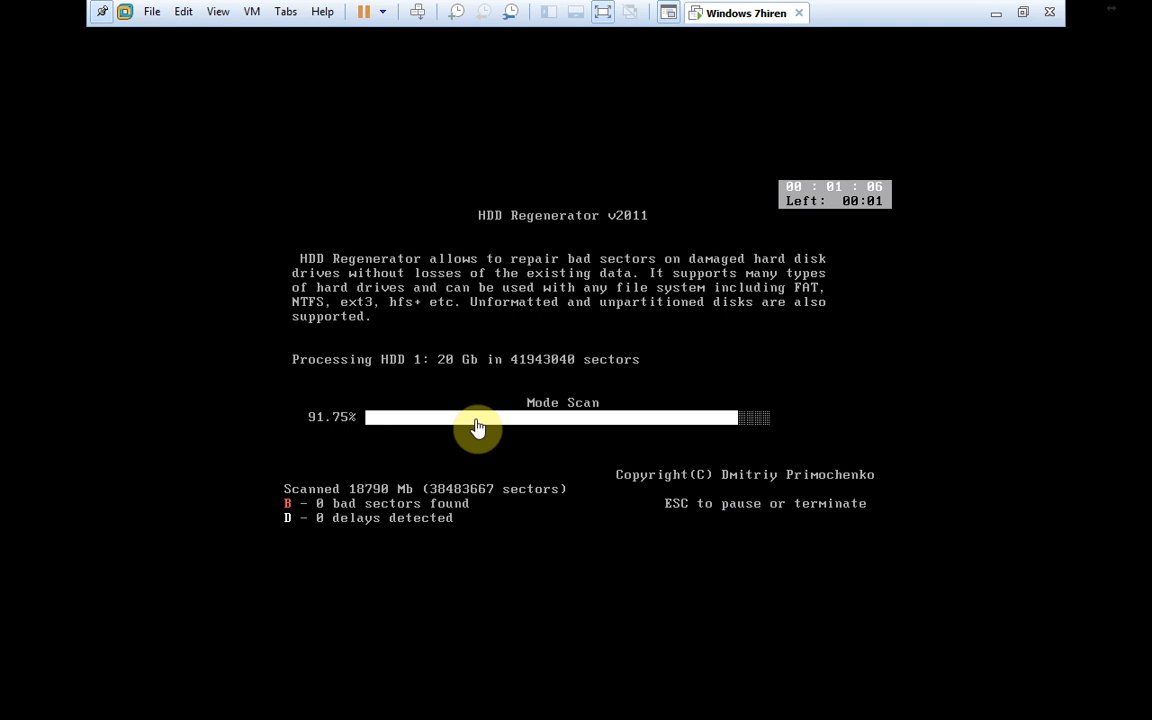 File Edit View VM Tabs Help
Windows 7hiren
00 : 01 : 06
Left: 00:01
HDD Regenerator v2011
HDD Regenerator allows to repair bad sectors on damaged hard disk
drives without losses of the existing data. It supports many types
of hard drives and can be used with any file system including FAT,
NTFS, ext3, hfs+ etc. Unformatted and unpartitioned disks are also
supported.
Processing HDD 1: 20 Gb in 41943040 sectors
Mode Scan
91.75%
Copyright(C) Dmitriy Primochenko
Scanned 18790 Mb (38483667 sectors)
B - 0 bad sectors found
ESC to pause or terminate
D - 0 delays detected